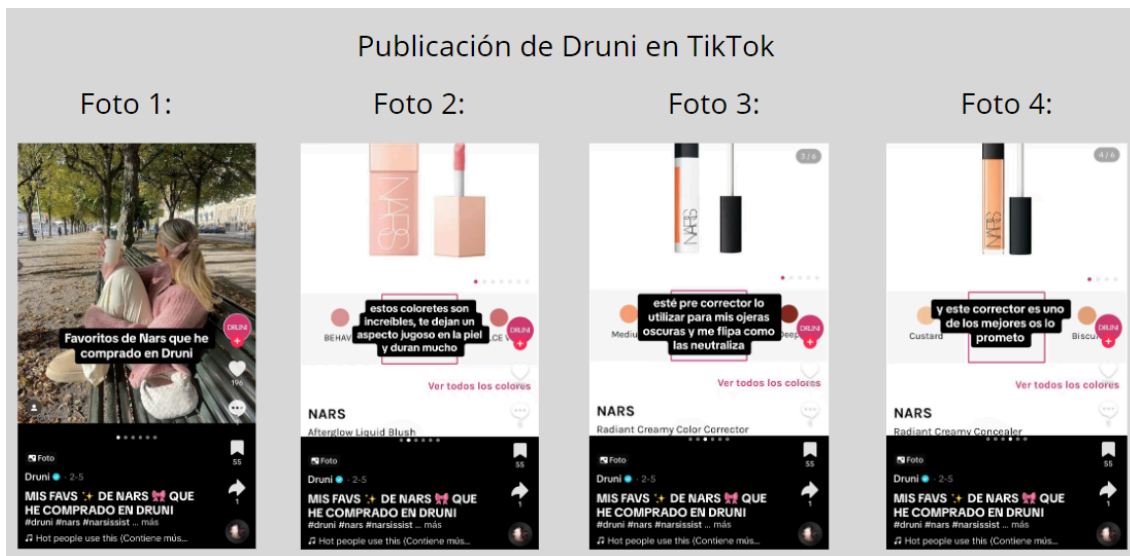 Publicación de Druni en TikTok
Foto 1:
Foto 2:
Foto 3:
Foto 4:
Favoritos de Nars que he
comprado en Druni
DRUNI
196
Foto
55
Druni · 2-5
MIS FAVS ✨ DE NARS 🎀 QUE
HE COMPRADO EN DRUNI
#druni #nars #narsissist ... más
1
♫ Hot people use this (Contiene mús...
NARS
estos coloretes son
increíbles, te dejan un
aspecto jugoso en la piel
y duran mucho
BEHAV
LCE V
DRUNI
Ver todos los colores
NARS
Afterglow Liquid Blush
Foto
55
Druni · 2-5
MIS FAVS ✨ DE NARS 🎀 QUE
HE COMPRADO EN DRUNI
#druni #nars #narsissist ... más
1
♫ Hot people use this (Contiene mús...
3/6
NARS
esté pre corrector lo
utilizar para mis ojeras
oscuras y me flipa como
las neutraliza
Mediu
Deep
DRUNI
Ver todos los colores
NARS
Radiant Creamy Color Corrector
Foto
55
Druni · 2-5
MIS FAVS ✨ DE NARS 🎀 QUE
HE COMPRADO EN DRUNI
#druni #nars #narsissist ... más
1
♫ Hot people use this (Contiene mús...
4/6
NARS
y este corrector es uno
de los mejores os lo
prometo
Custard
Biscu
DRUNI
Ver todos los colores
NARS
Radiant Creamy Concealer
Foto
55
Druni · 2-5
MIS FAVS ✨ DE NARS 🎀 QUE
HE COMPRADO EN DRUNI
#druni #nars #narsissist ... más
1
♫ Hot people use this (Contiene mús...